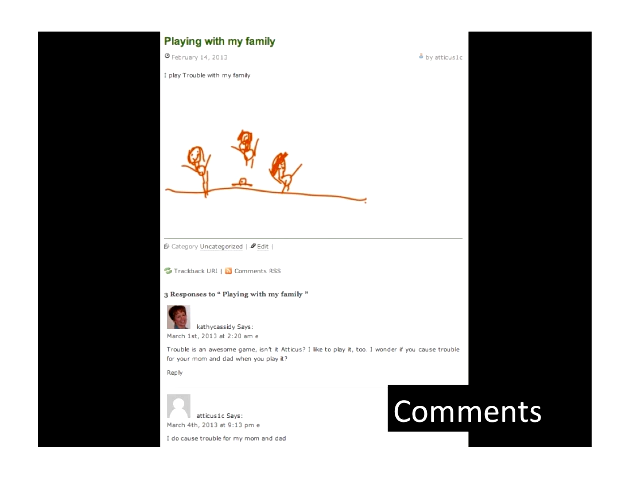 Playing with my family
February 14, 2013 by atticus1c
I play Trouble with my family
Category Uncategorized | Edit |
Trackback URI | Comments RSS
3 Responses to “ Playing with my family ”
kathycassidy Says:
March 1st, 2013 at 2:20 am e
Trouble is an awesome game, isn't it Atticus? I like to play it, too. I wonder if you cause trouble
for your mom and dad when you play it?
Reply
atticus1c Says:
March 4th, 2013 at 9:13 pm e
I do cause trouble for my mom and dad
Comments